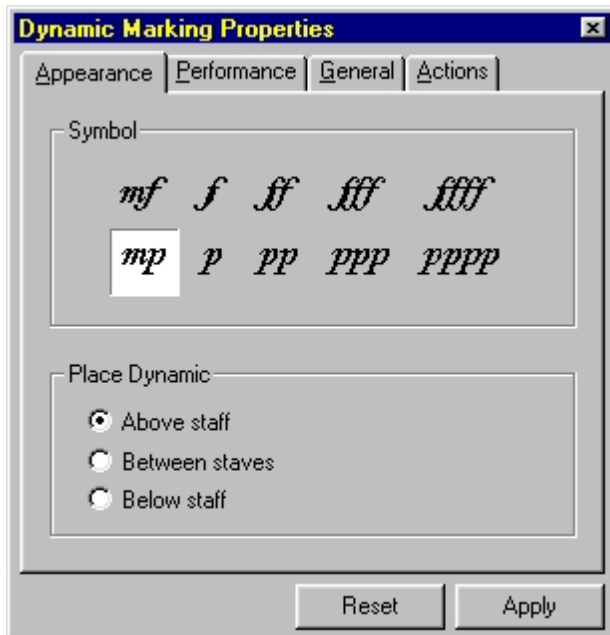 Dynamic Marking Properties
Appearance Performance General Actions
Symbol
mf f ff fff ffff
mp p pp ppp pppp
Place Dynamic
Above staff
Between staves
Below staff
Reset Apply